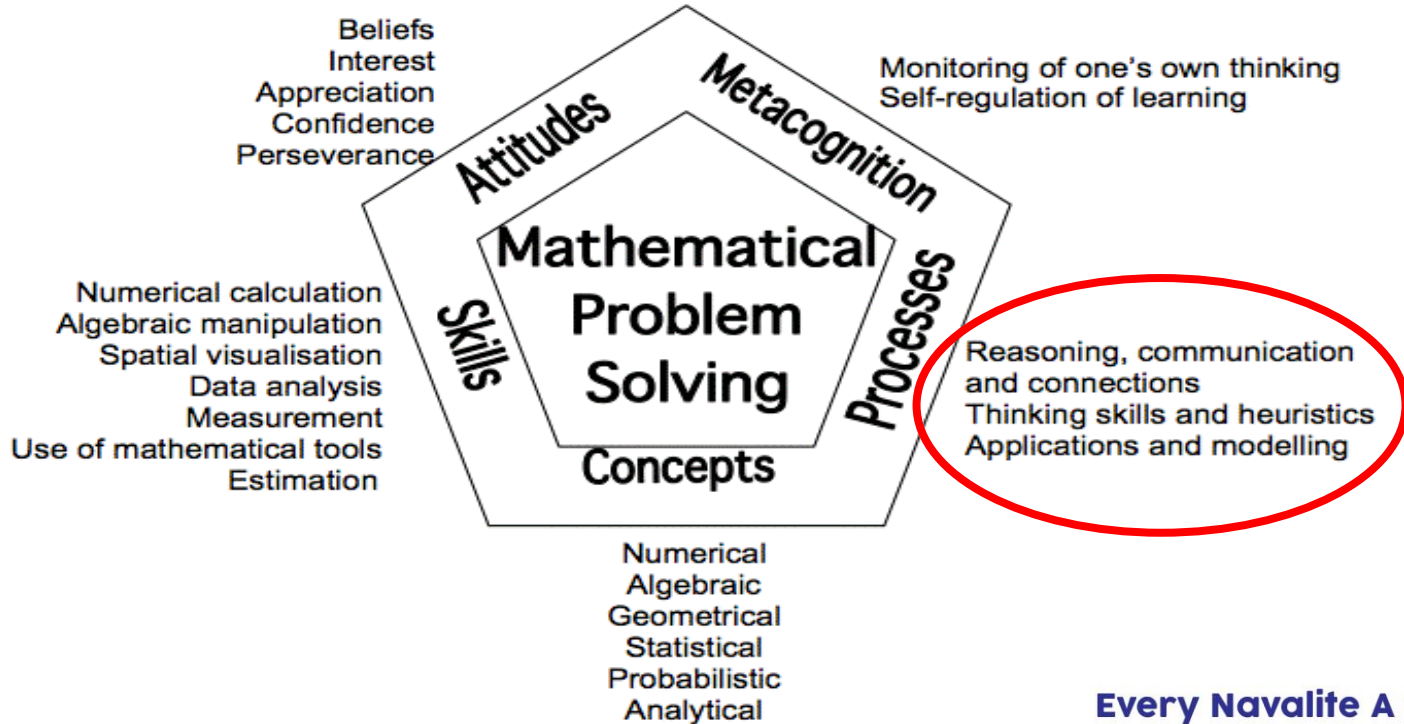 Beliefs
Interest
Appreciation
Confidence
Perseverance
Attitudes
Metacognition
Monitoring of one's own thinking
Self-regulation of learning
Mathematical
Problem
Solving
Numerical calculation
Algebraic manipulation
Spatial visualisation
Data analysis
Measurement
Use of mathematical tools
Estimation
Skills
Processes
Reasoning, communication
and connections
Thinking skills and heuristics
Applications and modelling
Concepts
Numerical
Algebraic
Geometrical
Statistical
Probabilistic
Analytical
Every Navalite A